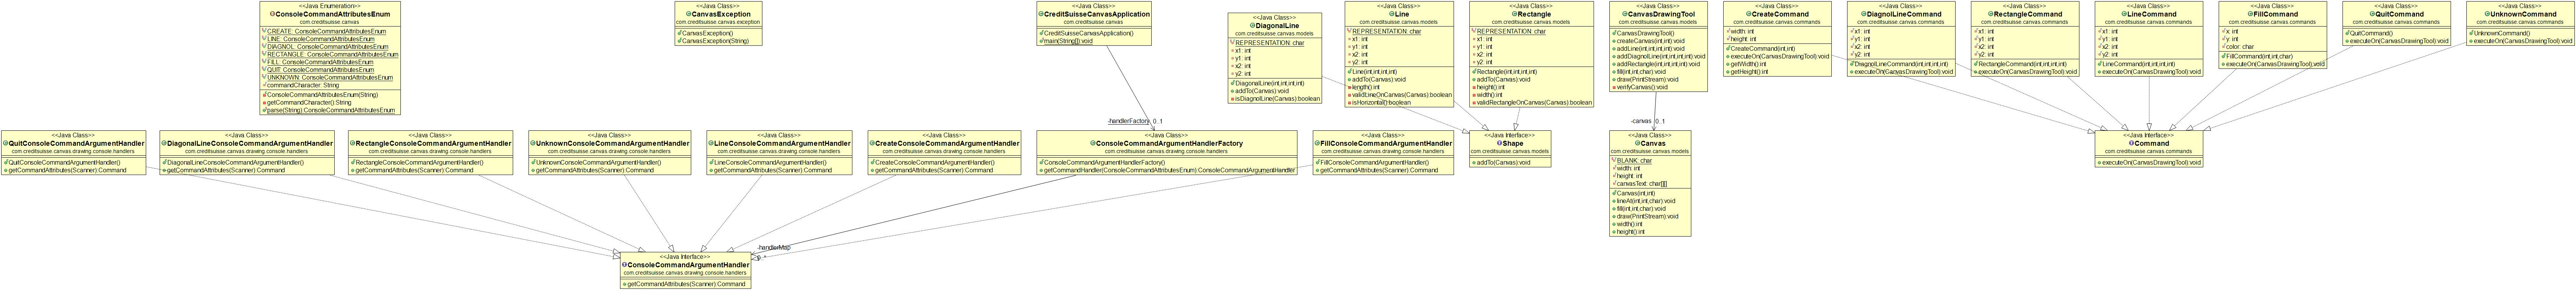 <<Java Enumeration>>
ConsoleCommandAttributesEnum
com.creditsuisse.canvas
CREATE: ConsoleCommandAttributesEnum
LINE: ConsoleCommandAttributesEnum
DIAGNOL: ConsoleCommandAttributesEnum
RECTANGLE: ConsoleCommandAttributesEnum
FILL: ConsoleCommandAttributesEnum
QUIT: ConsoleCommandAttributesEnum
UNKNOWN: ConsoleCommandAttributesEnum
commandCharacter: String
ConsoleCommandAttributesEnum(String)
getCommandCharacter():String
parse(String):ConsoleCommandAttributesEnum
<<Java Class>>
CanvasException
com.creditsuisse.canvas.exception
CanvasException()
CanvasException(String)
<<Java Class>>
CreditSuisseCanvasApplication
com.creditsuisse.canvas
CreditSuisseCanvasApplication()
main(String[]):void
<<Java Class>>
DiagonalLine
com.creditsuisse.canvas.models
REPRESENTATION: char
x1: int
y1: int
x2: int
y2: int
DiagonalLine(int,int,int,int)
addTo(Canvas):void
isDiagnolLine(Canvas):boolean
<<Java Class>>
Line
com.creditsuisse.canvas.models
REPRESENTATION: char
x1: int
y1: int
x2: int
y2: int
Line(int,int,int,int)
addTo(Canvas):void
length():int
validLineOnCanvas(Canvas):boolean
isHorizontal():boolean
<<Java Class>>
Rectangle
com.creditsuisse.canvas.models
REPRESENTATION: char
x1: int
y1: int
x2: int
y2: int
Rectangle(int,int,int,int)
addTo(Canvas):void
height():int
width():int
validRectangleOnCanvas(Canvas):boolean
<<Java Class>>
CanvasDrawingTool
com.creditsuisse.canvas.models
CanvasDrawingTool()
createCanvas(int,int):void
addLine(int,int,int,int):void
addDiagnolLine(int,int,int,int):void
addRectangle(int,int,int,int):void
fill(int,int,char):void
draw(PrintStream):void
verifyCanvas():void
<<Java Class>>
CreateCommand
com.creditsuisse.canvas.commands
width: int
height: int
CreateCommand(int,int)
executeOn(CanvasDrawingTool):void
getWidth():int
getHeight():int
<<Java Class>>
DiagnolLineCommand
com.creditsuisse.canvas.commands
x1: int
y1: int
x2: int
y2: int
DiagnolLineCommand(int,int,int,int)
executeOn(CanvasDrawingTool):void
<<Java Class>>
RectangleCommand
com.creditsuisse.canvas.commands
x1: int
y1: int
x2: int
y2: int
RectangleCommand(int,int,int,int)
executeOn(CanvasDrawingTool):void
<<Java Class>>
LineCommand
com.creditsuisse.canvas.commands
x1: int
y1: int
x2: int
y2: int
LineCommand(int,int,int,int)
executeOn(CanvasDrawingTool):void
<<Java Class>>
FillCommand
com.creditsuisse.canvas.commands
x: int
y: int
color: char
FillCommand(int,int,char)
executeOn(CanvasDrawingTool):void
<<Java Class>>
QuitCommand
com.creditsuisse.canvas.commands
QuitCommand()
executeOn(CanvasDrawingTool):void
<<Java Class>>
UnknownCommand
com.creditsuisse.canvas.commands
UnknownCommand()
executeOn(CanvasDrawingTool):void
-handlerFactory 0..1
-canvas 0..1
<<Java Class>>
QuitConsoleCommandArgumentHandler
com.creditsuisse.canvas.drawing.console.handlers
QuitConsoleCommandArgumentHandler()
getCommandAttributes(Scanner):Command
<<Java Class>>
DiagonalLineConsoleCommandArgumentHandler
com.creditsuisse.canvas.drawing.console.handlers
DiagonalLineConsoleCommandArgumentHandler()
getCommandAttributes(Scanner):Command
<<Java Class>>
RectangleConsoleCommandArgumentHandler
com.creditsuisse.canvas.drawing.console.handlers
RectangleConsoleCommandArgumentHandler()
getCommandAttributes(Scanner):Command
<<Java Class>>
UnknownConsoleCommandArgumentHandler
com.creditsuisse.canvas.drawing.console.handlers
UnknownConsoleCommandArgumentHandler()
getCommandAttributes(Scanner):Command
<<Java Class>>
LineConsoleCommandArgumentHandler
com.creditsuisse.canvas.drawing.console.handlers
LineConsoleCommandArgumentHandler()
getCommandAttributes(Scanner):Command
<<Java Class>>
CreateConsoleCommandArgumentHandler
com.creditsuisse.canvas.drawing.console.handlers
CreateConsoleCommandArgumentHandler()
getCommandAttributes(Scanner):Command
<<Java Class>>
ConsoleCommandArgumentHandlerFactory
com.creditsuisse.canvas.drawing.console.handlers
ConsoleCommandArgumentHandlerFactory()
getCommandHandler(ConsoleCommandAttributesEnum):ConsoleCommandArgumentHandler
<<Java Class>>
FillConsoleCommandArgumentHandler
com.creditsuisse.canvas.drawing.console.handlers
FillConsoleCommandArgumentHandler()
getCommandAttributes(Scanner):Command
<<Java Interface>>
Shape
com.creditsuisse.canvas.models
addTo(Canvas):void
<<Java Class>>
Canvas
com.creditsuisse.canvas.models
BLANK: char
width: int
height: int
canvasText: char[][]
Canvas(int,int)
lineAt(int,int,char):void
fill(int,int,char):void
draw(PrintStream):void
width():int
height():int
<<Java Interface>>
Command
com.creditsuisse.canvas.commands
executeOn(CanvasDrawingTool):void
-handlerMap
<<Java Interface>>
ConsoleCommandArgumentHandler
com.creditsuisse.canvas.drawing.console.handlers
getCommandAttributes(Scanner):Command